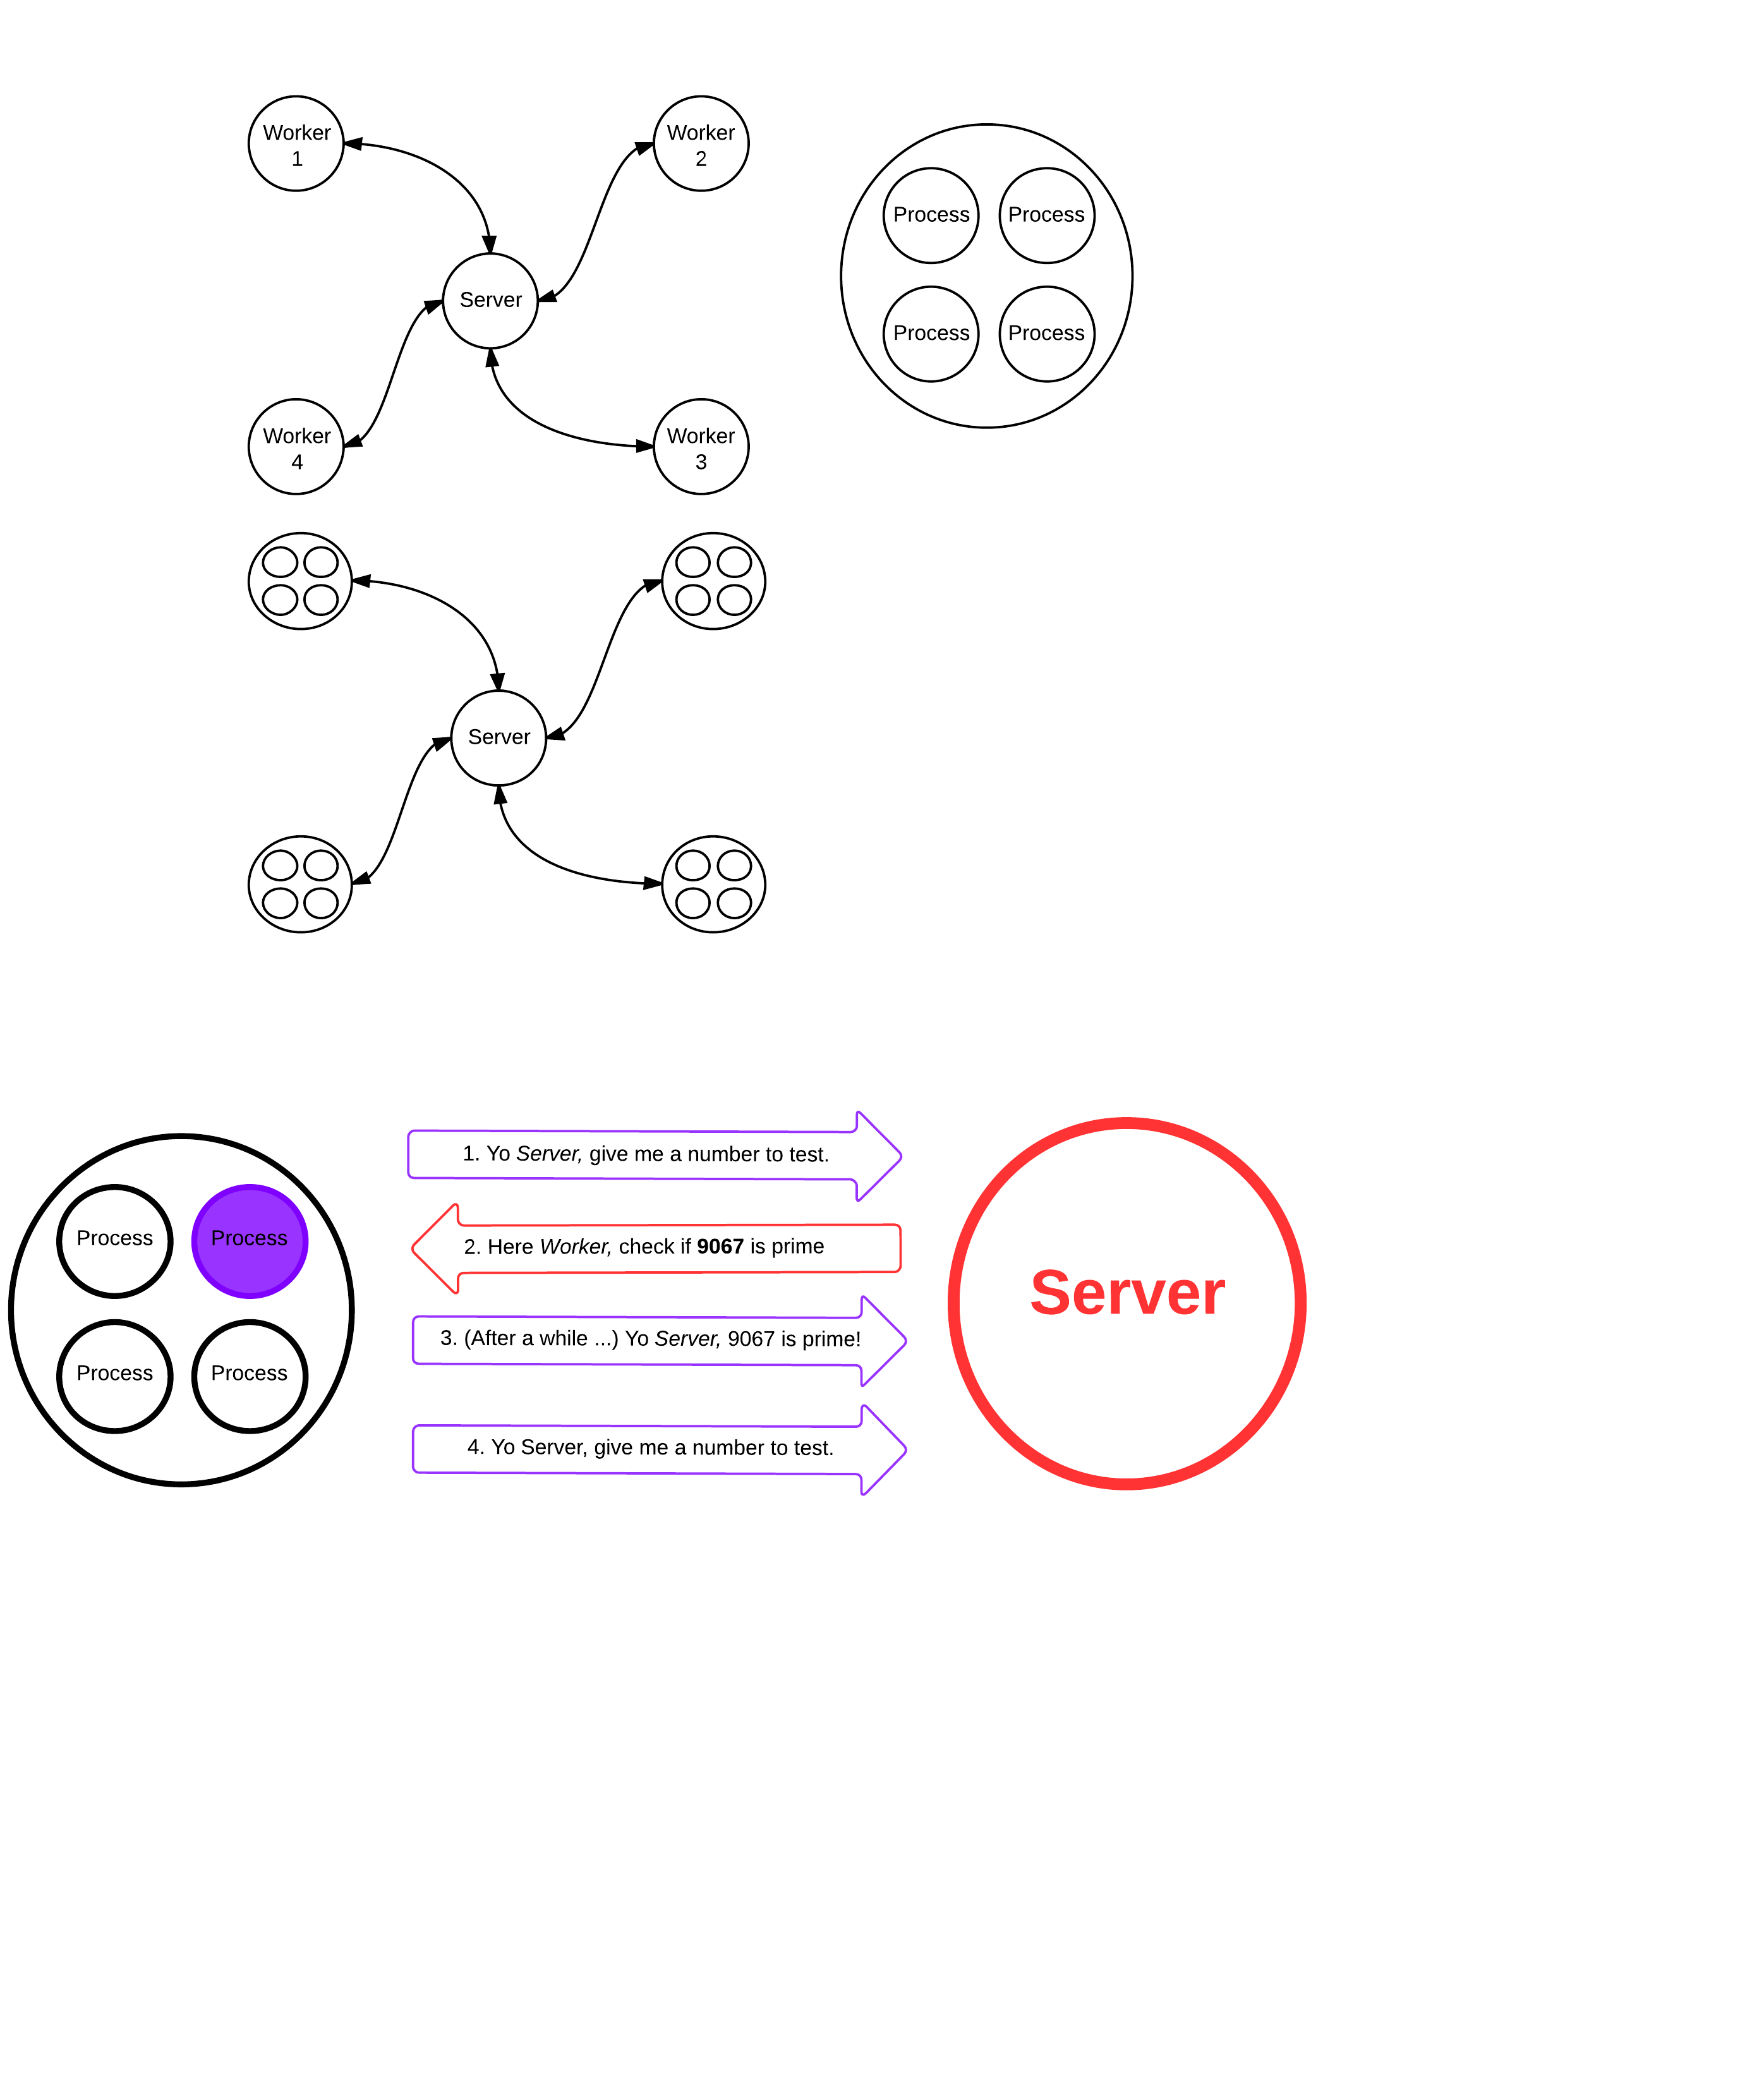 Worker
1
Worker
2
Process Process
Server
Process Process
Worker
4
Worker
3
Server
1. Yo Server, give me a number to test.
Process Process
2. Here Worker, check if 9067 is prime
Server
3. (After a while ...) Yo Server, 9067 is prime!
Process Process
4. Yo Server, give me a number to test.